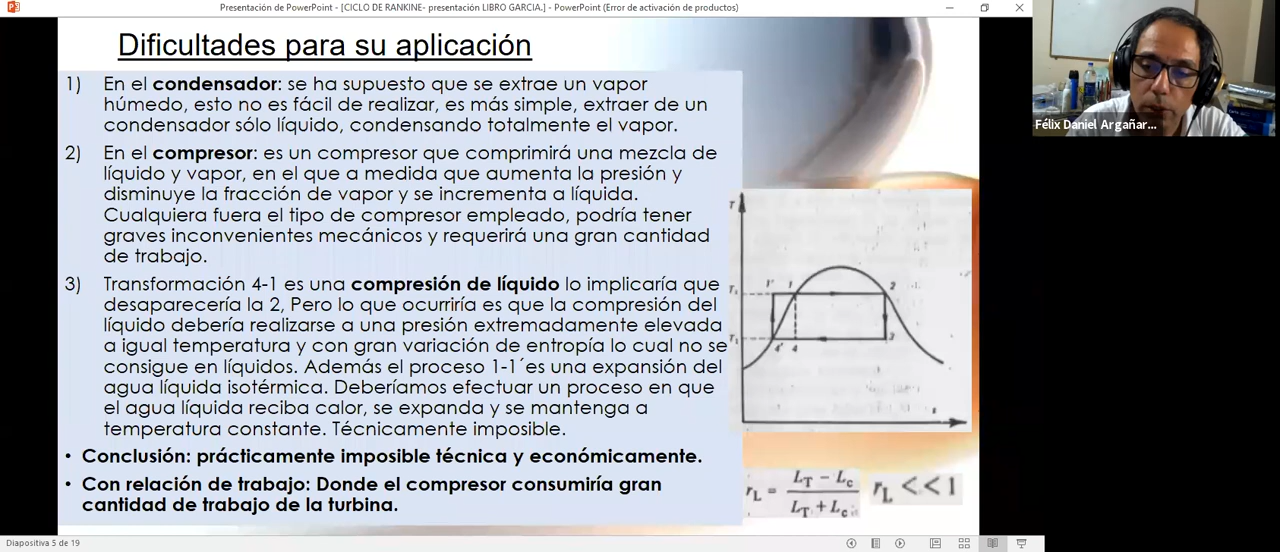 Presentación de PowerPoint - [CICLO DE RANKINE- presentación LIBRO GARCIA.] - PowerPoint (Error de activación de productos)
Dificultades para su aplicación
1) En el condensador: se ha supuesto que se extrae un vapor
húmedo, esto no es fácil de realizar, es más simple, extraer de un
condensador sólo líquido, condensando totalmente el vapor.
2) En el compresor: es un compresor que comprimirá una mezcla de
líquido y vapor, en el que a medida que aumenta la presión y
disminuye la fracción de vapor y se incrementa a líquida.
Cualquiera fuera el tipo de compresor empleado, podría tener
graves inconvenientes mecánicos y requerirá una gran cantidad
de trabajo.
3) Transformación 4-1 es una compresión de líquido lo implicaría que
desaparecería la 2, Pero lo que ocurriría es que la compresión del
líquido debería realizarse a una presión extremadamente elevada
a igual temperatura y con gran variación de entropía lo cual no se
consigue en líquidos. Además el proceso 1-1´es una expansión del
agua líquida isotérmica. Deberíamos efectuar un proceso en que
el agua líquida reciba calor, se expanda y se mantenga a
temperatura constante. Técnicamente imposible.
• Conclusión: prácticamente imposible técnica y económicamente.
• Con relación de trabajo: Donde el compresor consumiría gran
cantidad de trabajo de la turbina.
Félix Daniel Argañar...
T
1' 1 2
4' 4 3
s
r_L = (L_T - L_c) / (L_T + L_c) r_L << 1
Diapositiva 5 de 19